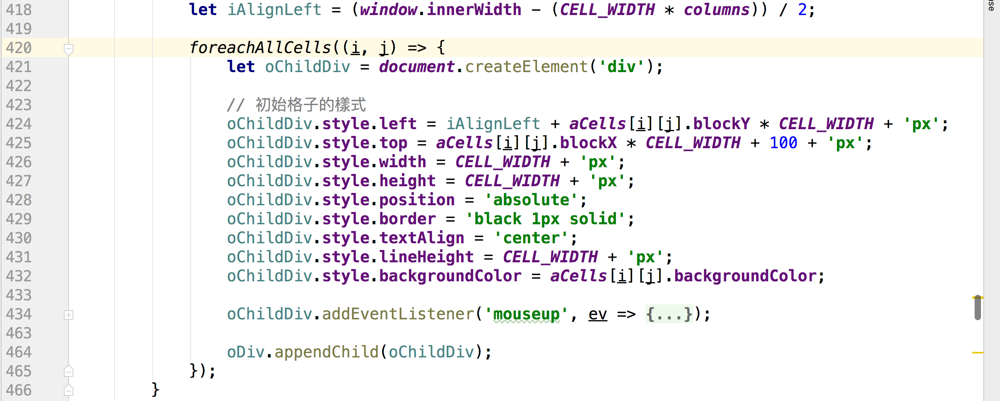 418 let iAlignLeft = (window.innerWidth - (CELL_WIDTH * columns)) / 2;
419
420 foreachAllCells((i, j) => {
421 let oChildDiv = document.createElement('div');
422
423 // 初始格子的樣式
424 oChildDiv.style.left = iAlignLeft + aCells[i][j].blockY * CELL_WIDTH + 'px';
425 oChildDiv.style.top = aCells[i][j].blockX * CELL_WIDTH + 100 + 'px';
426 oChildDiv.style.width = CELL_WIDTH + 'px';
427 oChildDiv.style.height = CELL_WIDTH + 'px';
428 oChildDiv.style.position = 'absolute';
429 oChildDiv.style.border = 'black 1px solid';
430 oChildDiv.style.textAlign = 'center';
431 oChildDiv.style.lineHeight = CELL_WIDTH + 'px';
432 oChildDiv.style.backgroundColor = aCells[i][j].backgroundColor;
433
434 oChildDiv.addEventListener('mouseup', ev => {...});
463
464 oDiv.appendChild(oChildDiv);
465 });
466 }